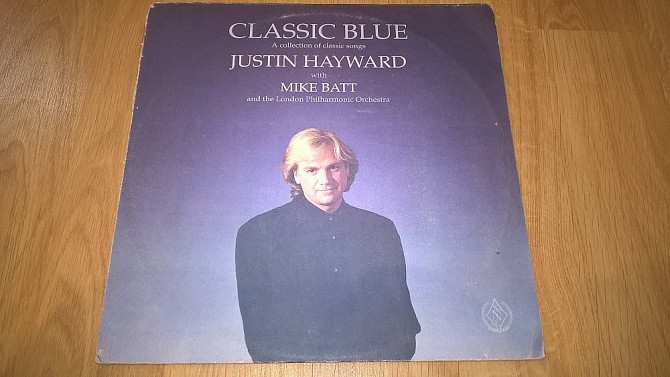 CLASSIC BLUE
A collection of classic songs
JUSTIN HAYWARD
with
MIKE BATT
and the London Philharmonic Orchestra